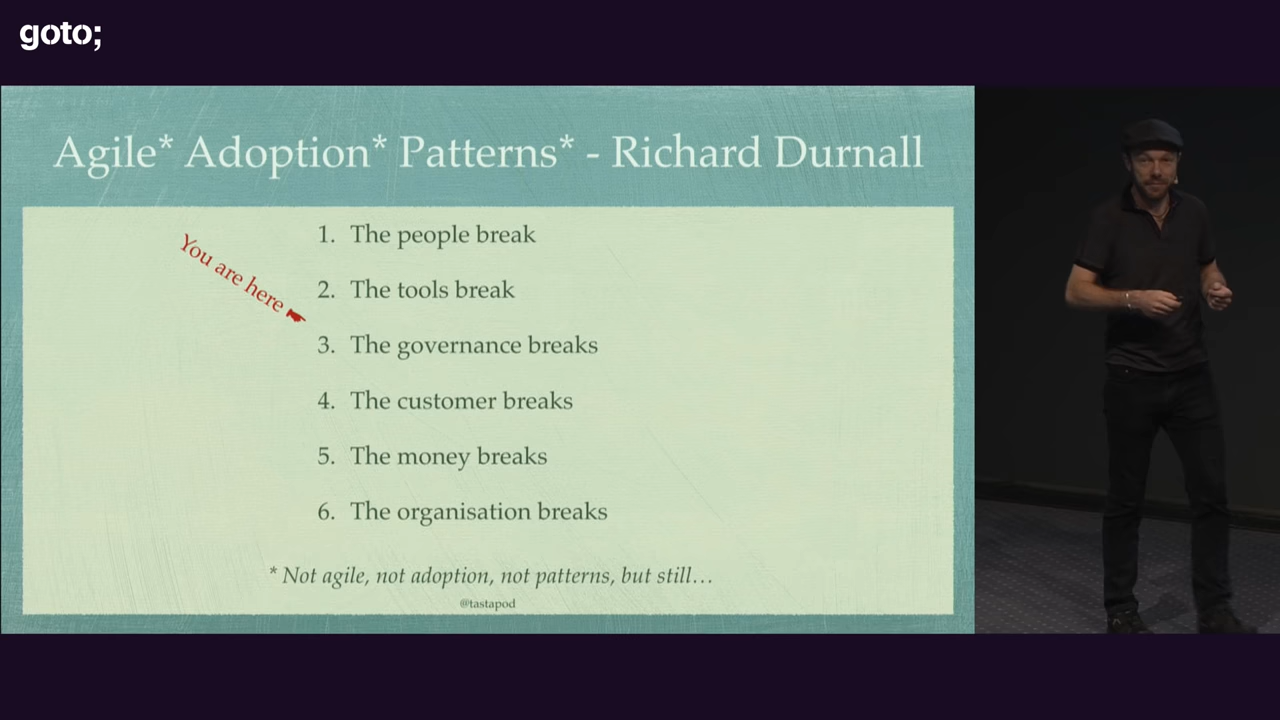 goto;
Agile* Adoption* Patterns* - Richard Durnall
You are here
1. The people break
2. The tools break
3. The governance breaks
4. The customer breaks
5. The money breaks
6. The organisation breaks
* Not agile, not adoption, not patterns, but still…
@tastapod